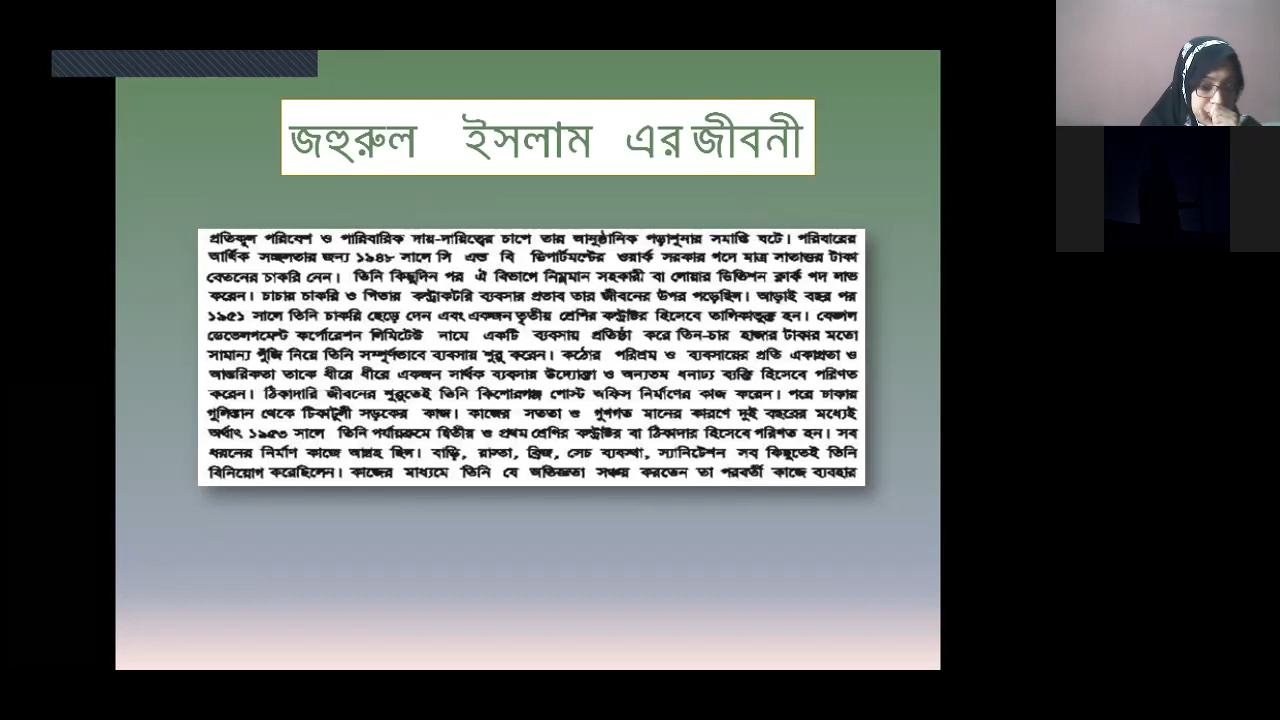 জহুরুল ইসলাম এর জীবনী
প্রতিকূল পরিবেশ ও পারিবারিক দায়-দায়িত্বের চাপে তার আনুষ্ঠানিক পড়াশুনার সমাপ্তি ঘটে। পরিবারের
আর্থিক সচ্ছলতার জন্য ১৯৪৮ সালে সি এন্ড বি ডিপার্টমেন্টের ওয়ার্ক সরকার পদে মাত্র সাতাত্তর টাকা
বেতনের চাকরি নেন। তিনি কিছুদিন পর ঐ বিভাগে নিম্নমান সহকারী বা লোয়ার ডিভিশন ক্লার্ক পদ লাভ
করেন। চাচার চাকরি ও পিতার কন্ট্রাকটরি ব্যবসার প্রভাব তার জীবনের উপর পড়েছিল। আড়াই বছর পর
১৯৫১ সালে তিনি চাকরি ছেড়ে দেন এবং একজন তৃতীয় শ্রেণির কন্ট্রাক্টর হিসেবে তালিকাভুক্ত হন। বেঙ্গল
ডেভেলপমেন্ট কর্পোরেশন লিমিটেড নামে একটি ব্যবসায় প্রতিষ্ঠা করে তিন-চার হাজার টাকার মতো
সামান্য পুঁজি নিয়ে তিনি সম্পূর্ণভাবে ব্যবসায় শুরু করেন। কঠোর পরিশ্রম ও ব্যবসায়ের প্রতি একাগ্রতা ও
আন্তরিকতা তাকে ধীরে ধীরে একজন সার্থক ব্যবসায় উদ্যোক্তা ও অন্যতম ধনাঢ্য ব্যক্তি হিসেবে পরিণত
করেন। ঠিকাদারি জীবনের শুরুতেই তিনি কিশোরগঞ্জ পোস্ট অফিস নির্মাণের কাজ করেন। পরে ঢাকার
গুলিস্তান থেকে টিকাটুলী সড়কের কাজ। কাজের সততা ও গুণগত মানের কারণে দুই বছরের মধ্যেই
অর্থাৎ ১৯৫৩ সালে তিনি পর্যায়ক্রমে দ্বিতীয় ও প্রথম শ্রেণির কন্ট্রাক্টর বা ঠিকাদার হিসেবে পরিণত হন। সব
ধরনের নির্মাণ কাজে আগ্রহ ছিল। বাড়ি, রাস্তা, ব্রিজ, সেচ ব্যবস্থা, স্যানিটেশন সব কিছুতেই তিনি
বিনিয়োগ করেছিলেন। কাজের মাধ্যমে তিনি যে অভিজ্ঞতা সঞ্চয় করতেন তা পরবর্তী কাজে ব্যবহার